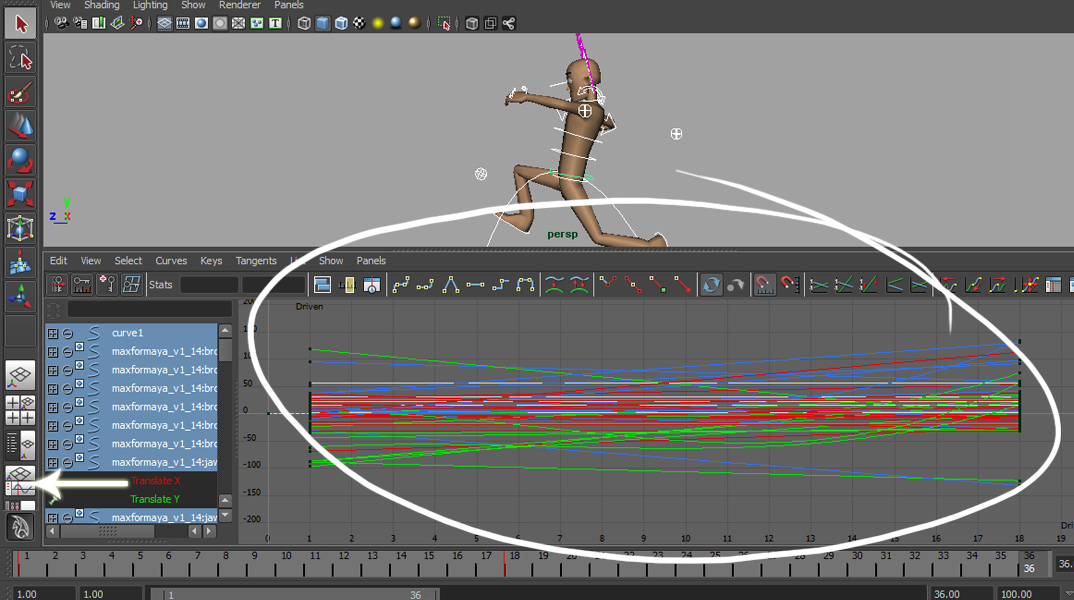 View Shading Lighting Show Renderer Panels
T
persp
Y
Z X
Edit View Select Curves Keys Tangents Show Panels
Stats
Driven
curve1
maxformaya_v1_14:bro
maxformaya_v1_14:bro
maxformaya_v1_14:bro
maxformaya_v1_14:bro
maxformaya_v1_14:bro
maxformaya_v1_14:bro
maxformaya_v1_14:jaw
Translate X
Translate Y
maxformaya_v1_14:jaw
50
0
-50
-100
-150
-200
0 1 2 3 4 5 6 7 8 9 10 11 12 13 14 15 16 17 18 19
Dri
1 2 3 4 5 6 7 8 9 10 11 12 13 14 15 16 17 18 19 20 21 22 23 24 25 26 27 28 29 30 31 32 33 34 35 36
36
36.
1.00 1.00 1 36 36.00 100.00